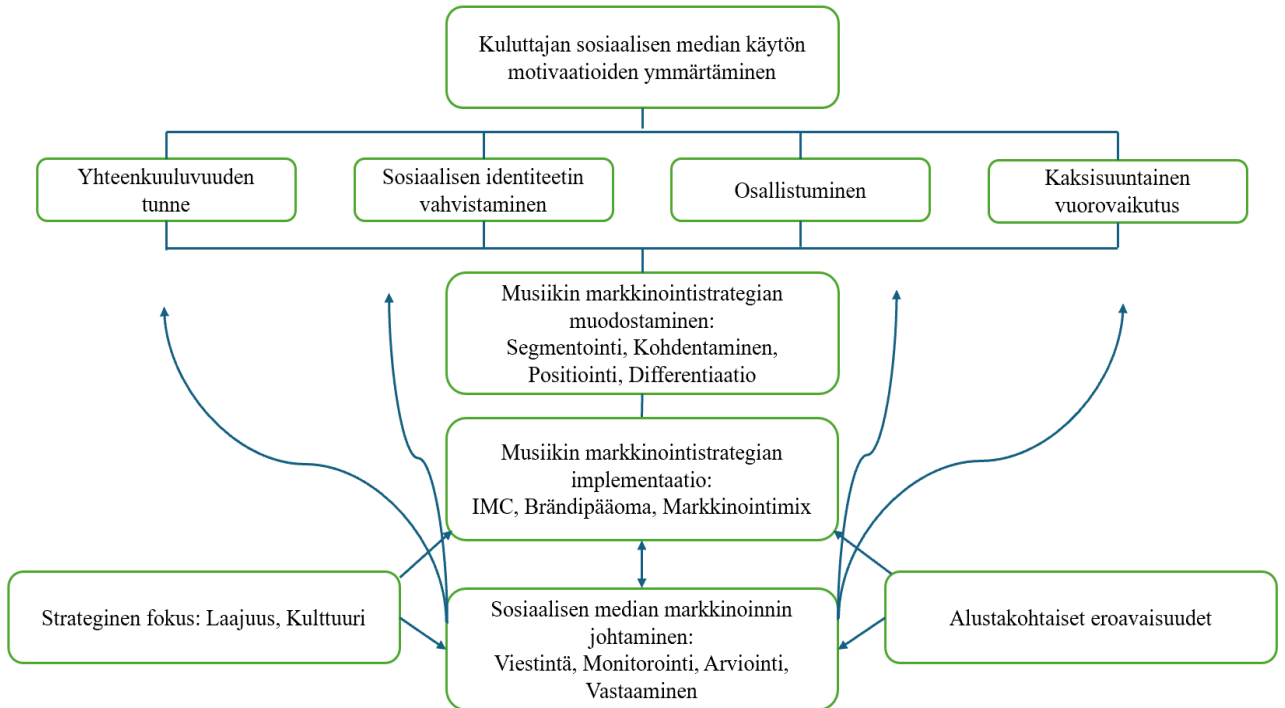 Kuluttajan sosiaalisen median käytön
motivaatioiden ymmärtäminen
Yhteenkuuluvuuden
tunne
Sosiaalisen identiteetin
vahvistaminen
Osallistuminen
Kaksisuuntainen
vuorovaikutus
Musiikin markkinointistrategian
muodostaminen:
Segmentointi, Kohdentaminen,
Positiointi, Differentiaatio
Musiikin markkinointistrategian
implementaatio:
IMC, Brändipääoma, Markkinointimix
Strateginen fokus: Laajuus, Kulttuuri
Sosiaalisen median markkinoinnin
johtaminen:
Viestintä, Monitorointi, Arviointi,
Vastaaminen
Alustakohtaiset eroavaisuudet